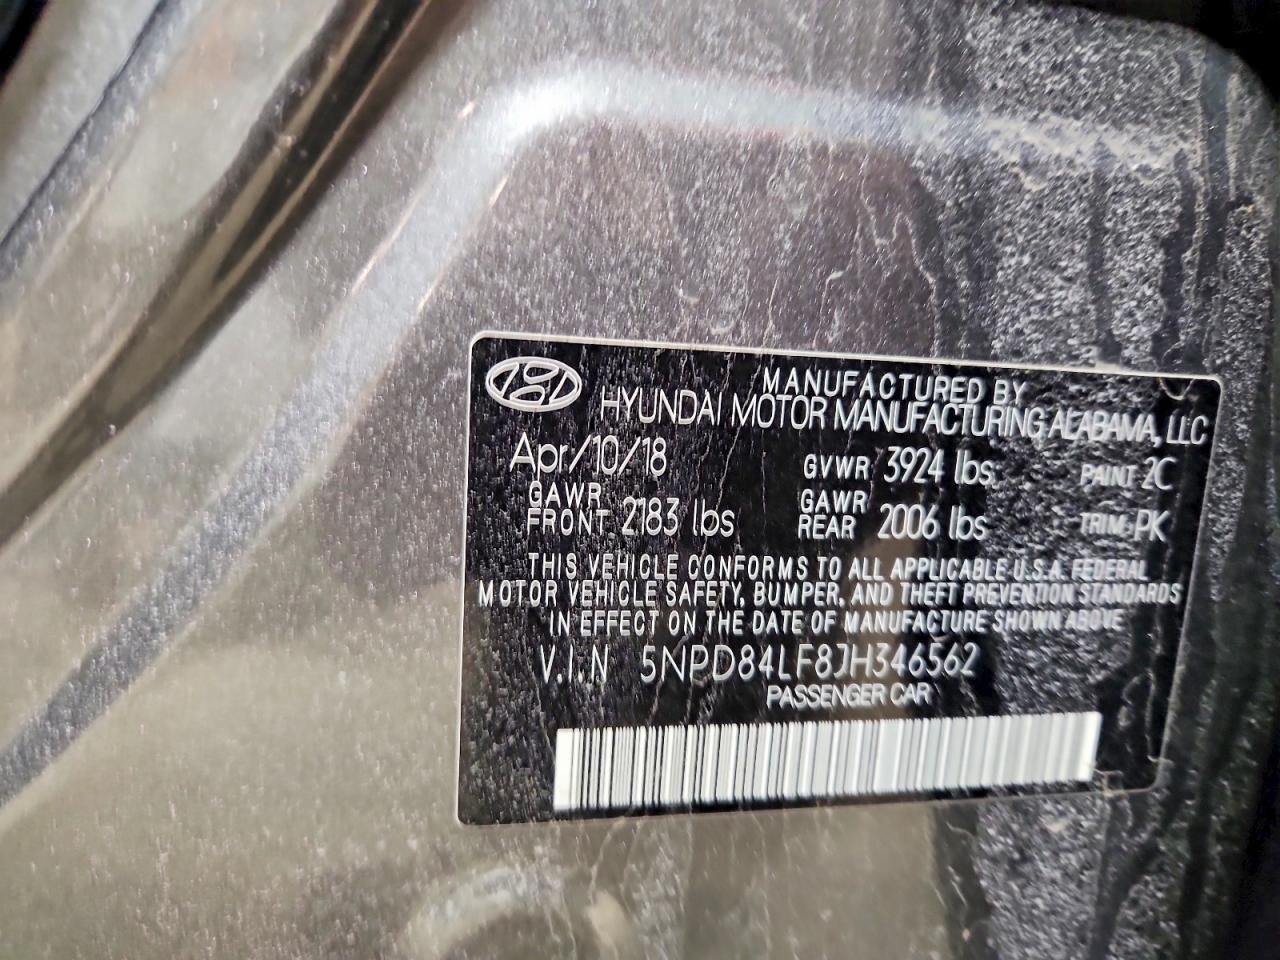 MANUFACTURED BY
HYUNDAI MOTOR MANUFACTURING ALABAMA, LLC
Apr/10/18 GVWR 3924 lbs PAINT 2C
GAWR FRONT 2183 lbs GAWR REAR 2006 lbs TRIM PK
THIS VEHICLE CONFORMS TO ALL APPLICABLE U.S.A. FEDERAL
MOTOR VEHICLE SAFETY, BUMPER, AND THEFT PREVENTION STANDARDS
IN EFFECT ON THE DATE OF MANUFACTURE SHOWN ABOVE
V.I.N 5NPD84LF8JH346562
PASSENGER CAR